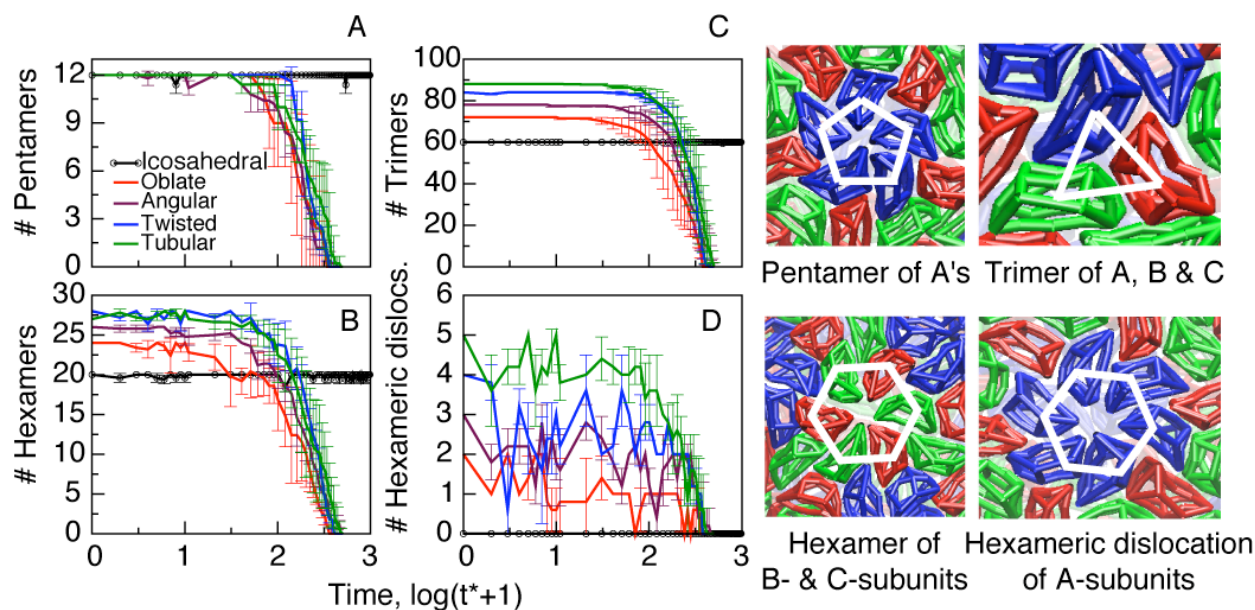 A
# Pentamers
12
9
6
3
0
Icosahedral
Oblate
Angular
Twisted
Tubular
C
# Trimers
100
80
60
40
20
0
B
# Hexamers
30
25
20
15
10
5
0
0
1
2
3
D
# Hexameric dislocs.
6
5
4
3
2
1
0
0
1
2
3
Time, log(t*+1)
Pentamer of A's
Trimer of A, B & C
Hexamer of
B- & C-subunits
Hexameric dislocation
of A-subunits